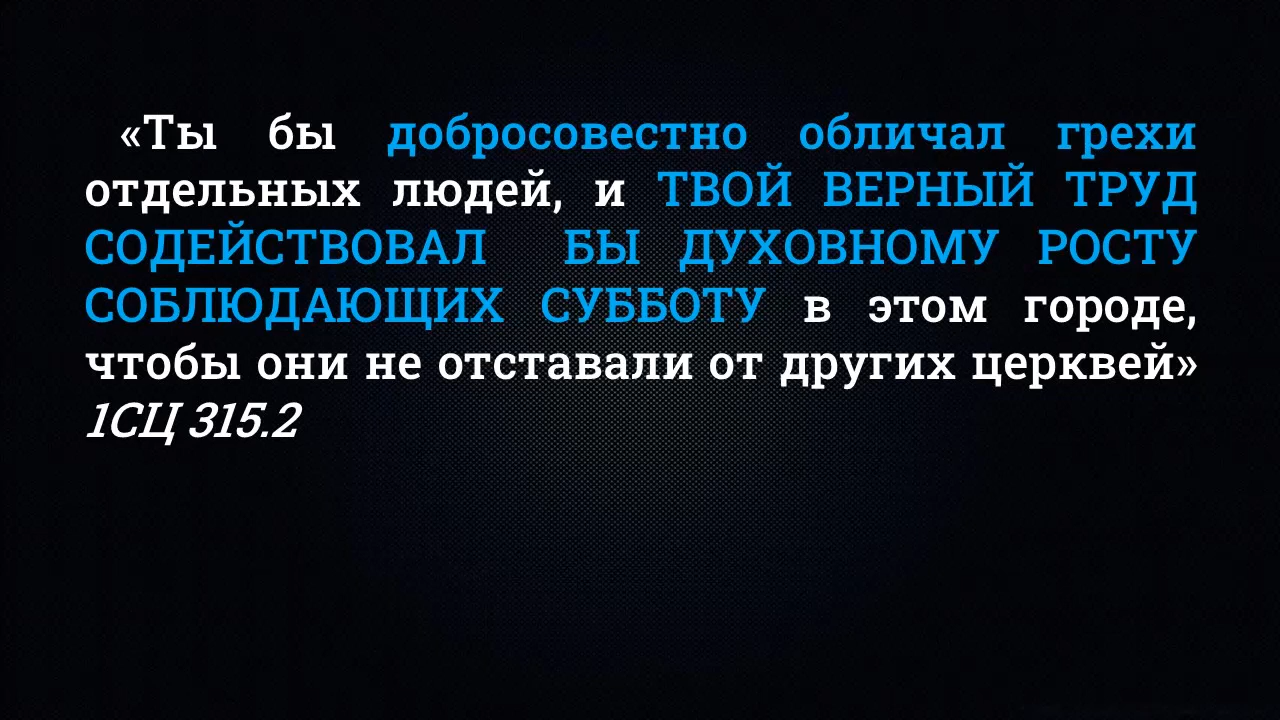 «Ты бы добросовестно обличал грехи
отдельных людей, и ТВОЙ ВЕРНЫЙ ТРУД
СОДЕЙСТВОВАЛ БЫ ДУХОВНОМУ РОСТУ
СОБЛЮДАЮЩИХ СУББОТУ в этом городе,
чтобы они не отставали от других церквей»
1СЦ 315.2